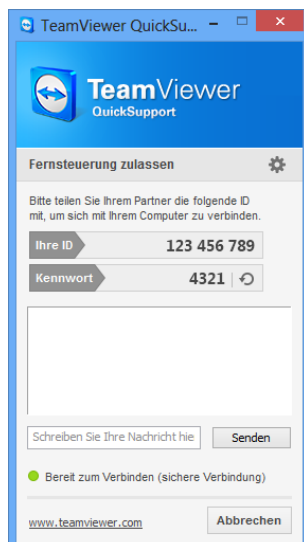 TeamViewer QuickSu...
TeamViewer
QuickSupport
Fernsteuerung zulassen
Bitte teilen Sie Ihrem Partner die folgende ID
mit, um sich mit Ihrem Computer zu verbinden.
Ihre ID 123 456 789
Kennwort 4321
Schreiben Sie Ihre Nachricht hie
Senden
Bereit zum Verbinden (sichere Verbindung)
www.teamviewer.com
Abbrechen